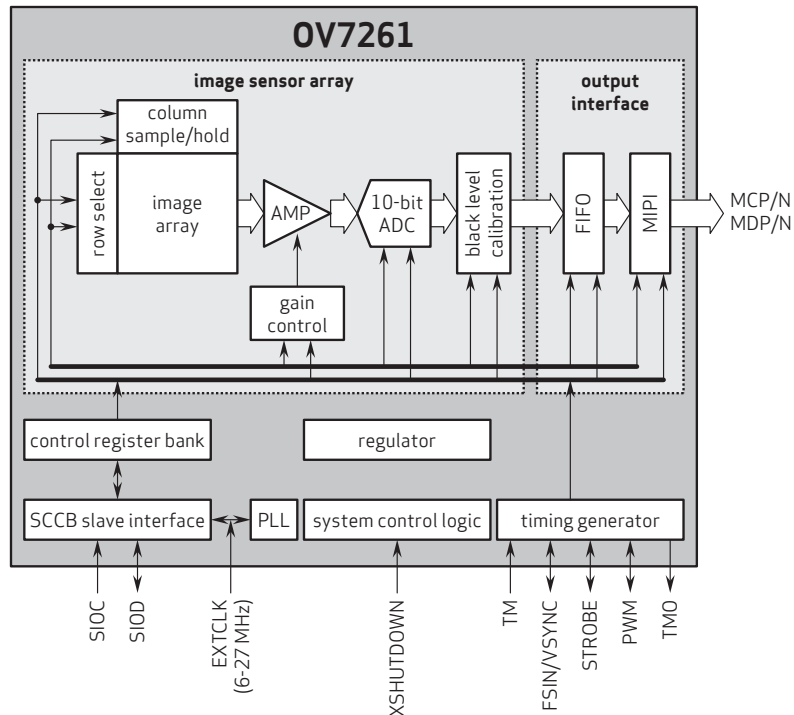 OV7261
image sensor array
output
interface
column
sample/hold
row select
image
array
AMP
10-bit
ADC
black level
calibration
FIFO
MIPI
MCP/N
MDP/N
gain
control
control register bank
regulator
SCCB slave interface
PLL
system control logic
timing generator
SIOC
SIOD
EXTCLK
(6-27 MHz)
XSHUTDOWN
TM
FSIN/VSYNC
STROBE
PWM
TMO